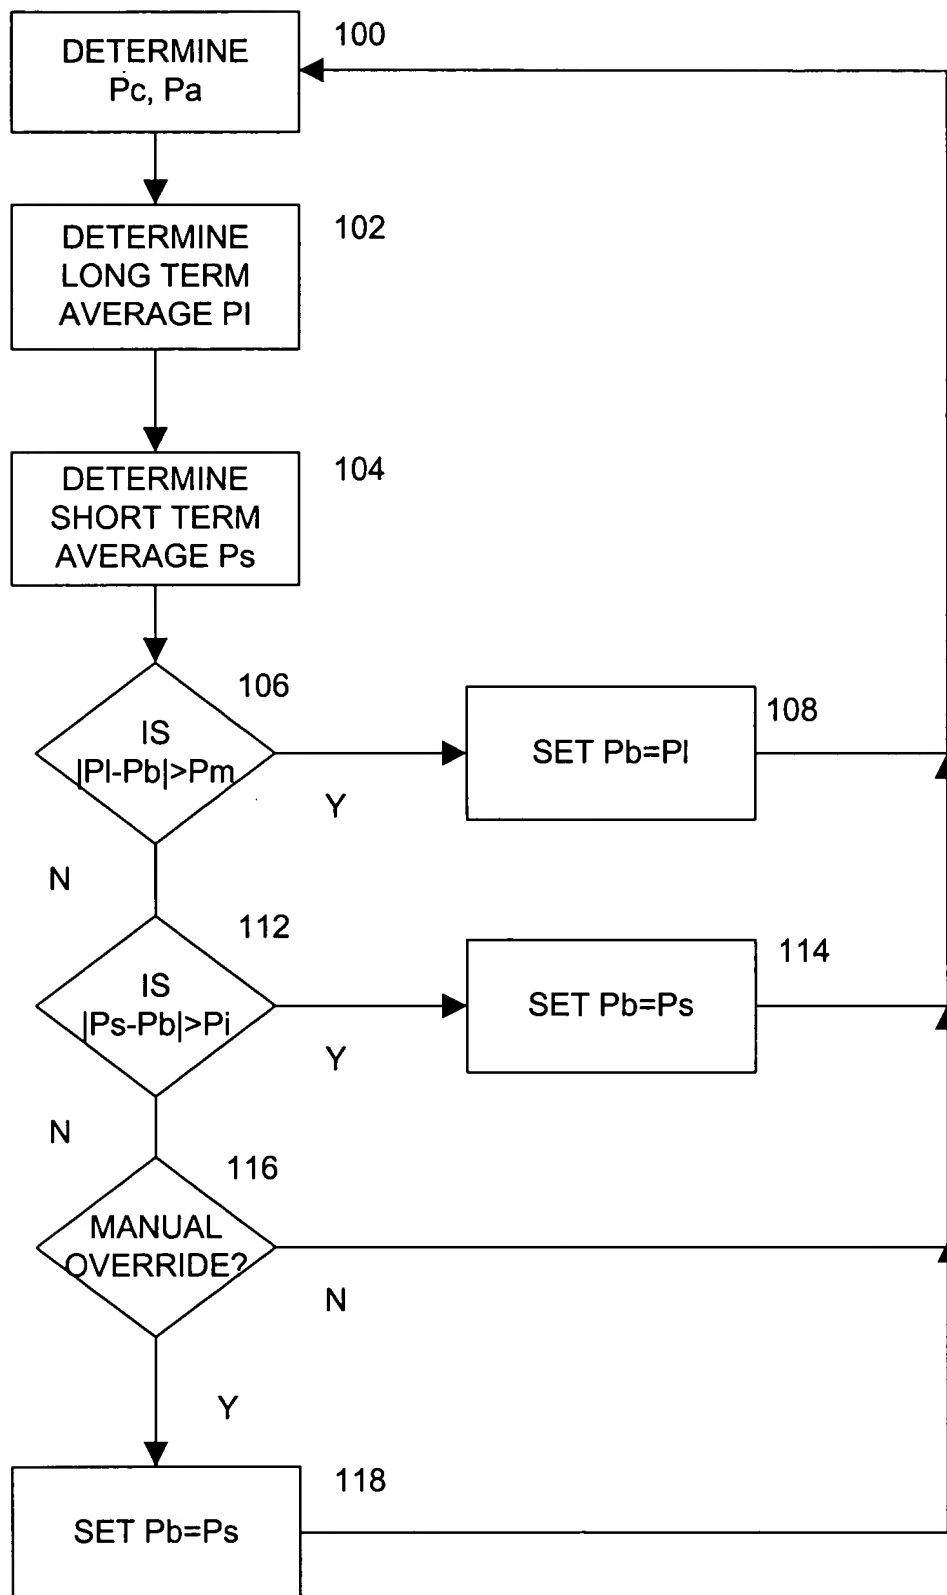 100
DETERMINE
Pc, Pa
102
DETERMINE
LONG TERM
AVERAGE Pl
104
DETERMINE
SHORT TERM
AVERAGE Ps
106
IS
|Pl-Pb|>Pm
Y
N
108
SET Pb=Pl
112
IS
|Ps-Pb|>Pi
Y
N
114
SET Pb=Ps
116
MANUAL
OVERRIDE?
N
Y
118
SET Pb=Ps